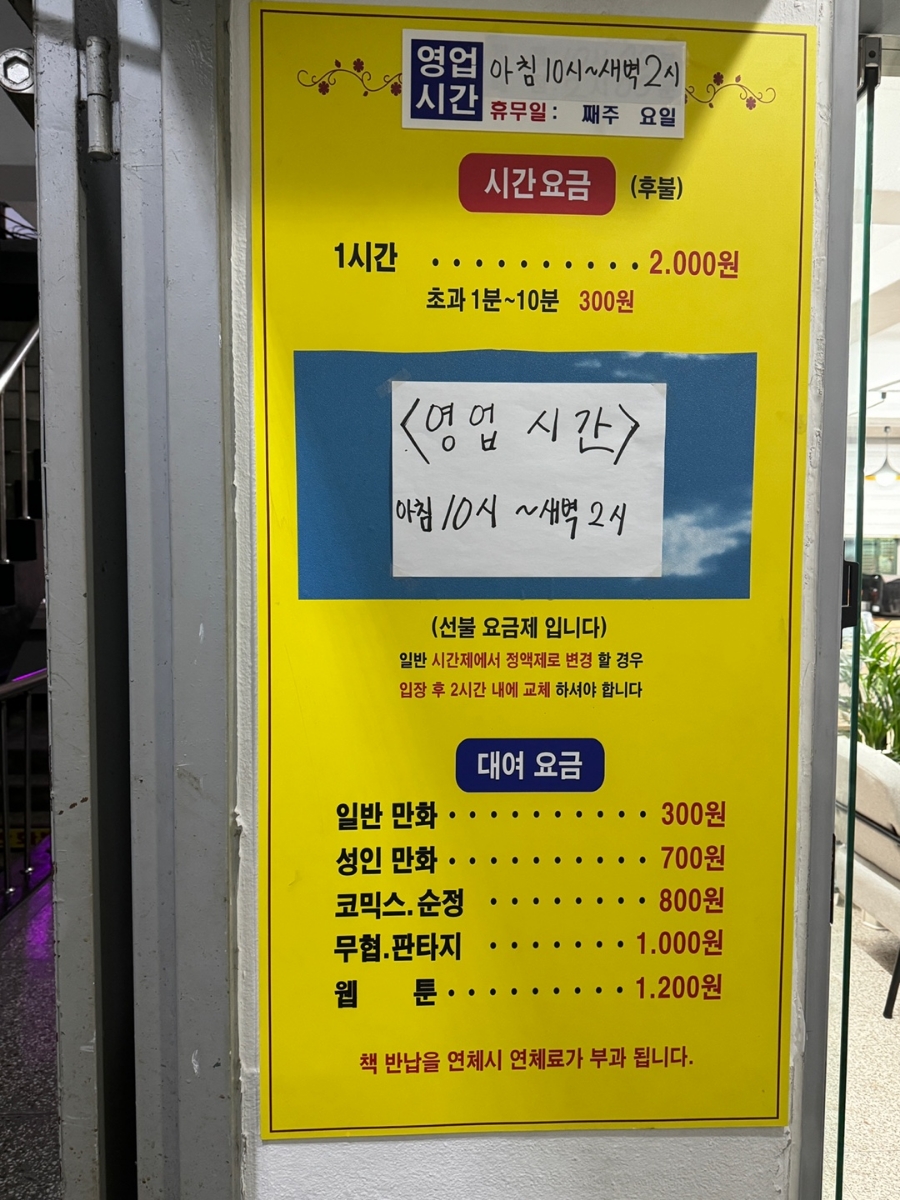 영업 아침 10시~새벽 2시
시간 휴무일: 째주 요일
시간요금 (후불)
1시간 .......... 2.000원
초과 1분~10분 300원
<영업 시간>
아침 10시 ~새벽 2시
(선불 요금제 입니다)
일반 시간제에서 정액제로 변경 할 경우
입장 후 2시간 내에 교체 하셔야 합니다
대여 요금
일반 만화 .......... 300원
성인 만화 .......... 700원
코믹스.순정 ........ 800원
무협.판타지 ....... 1.000원
웹 툰 ......... 1.200원
책 반납을 연체시 연체료가 부과 됩니다.